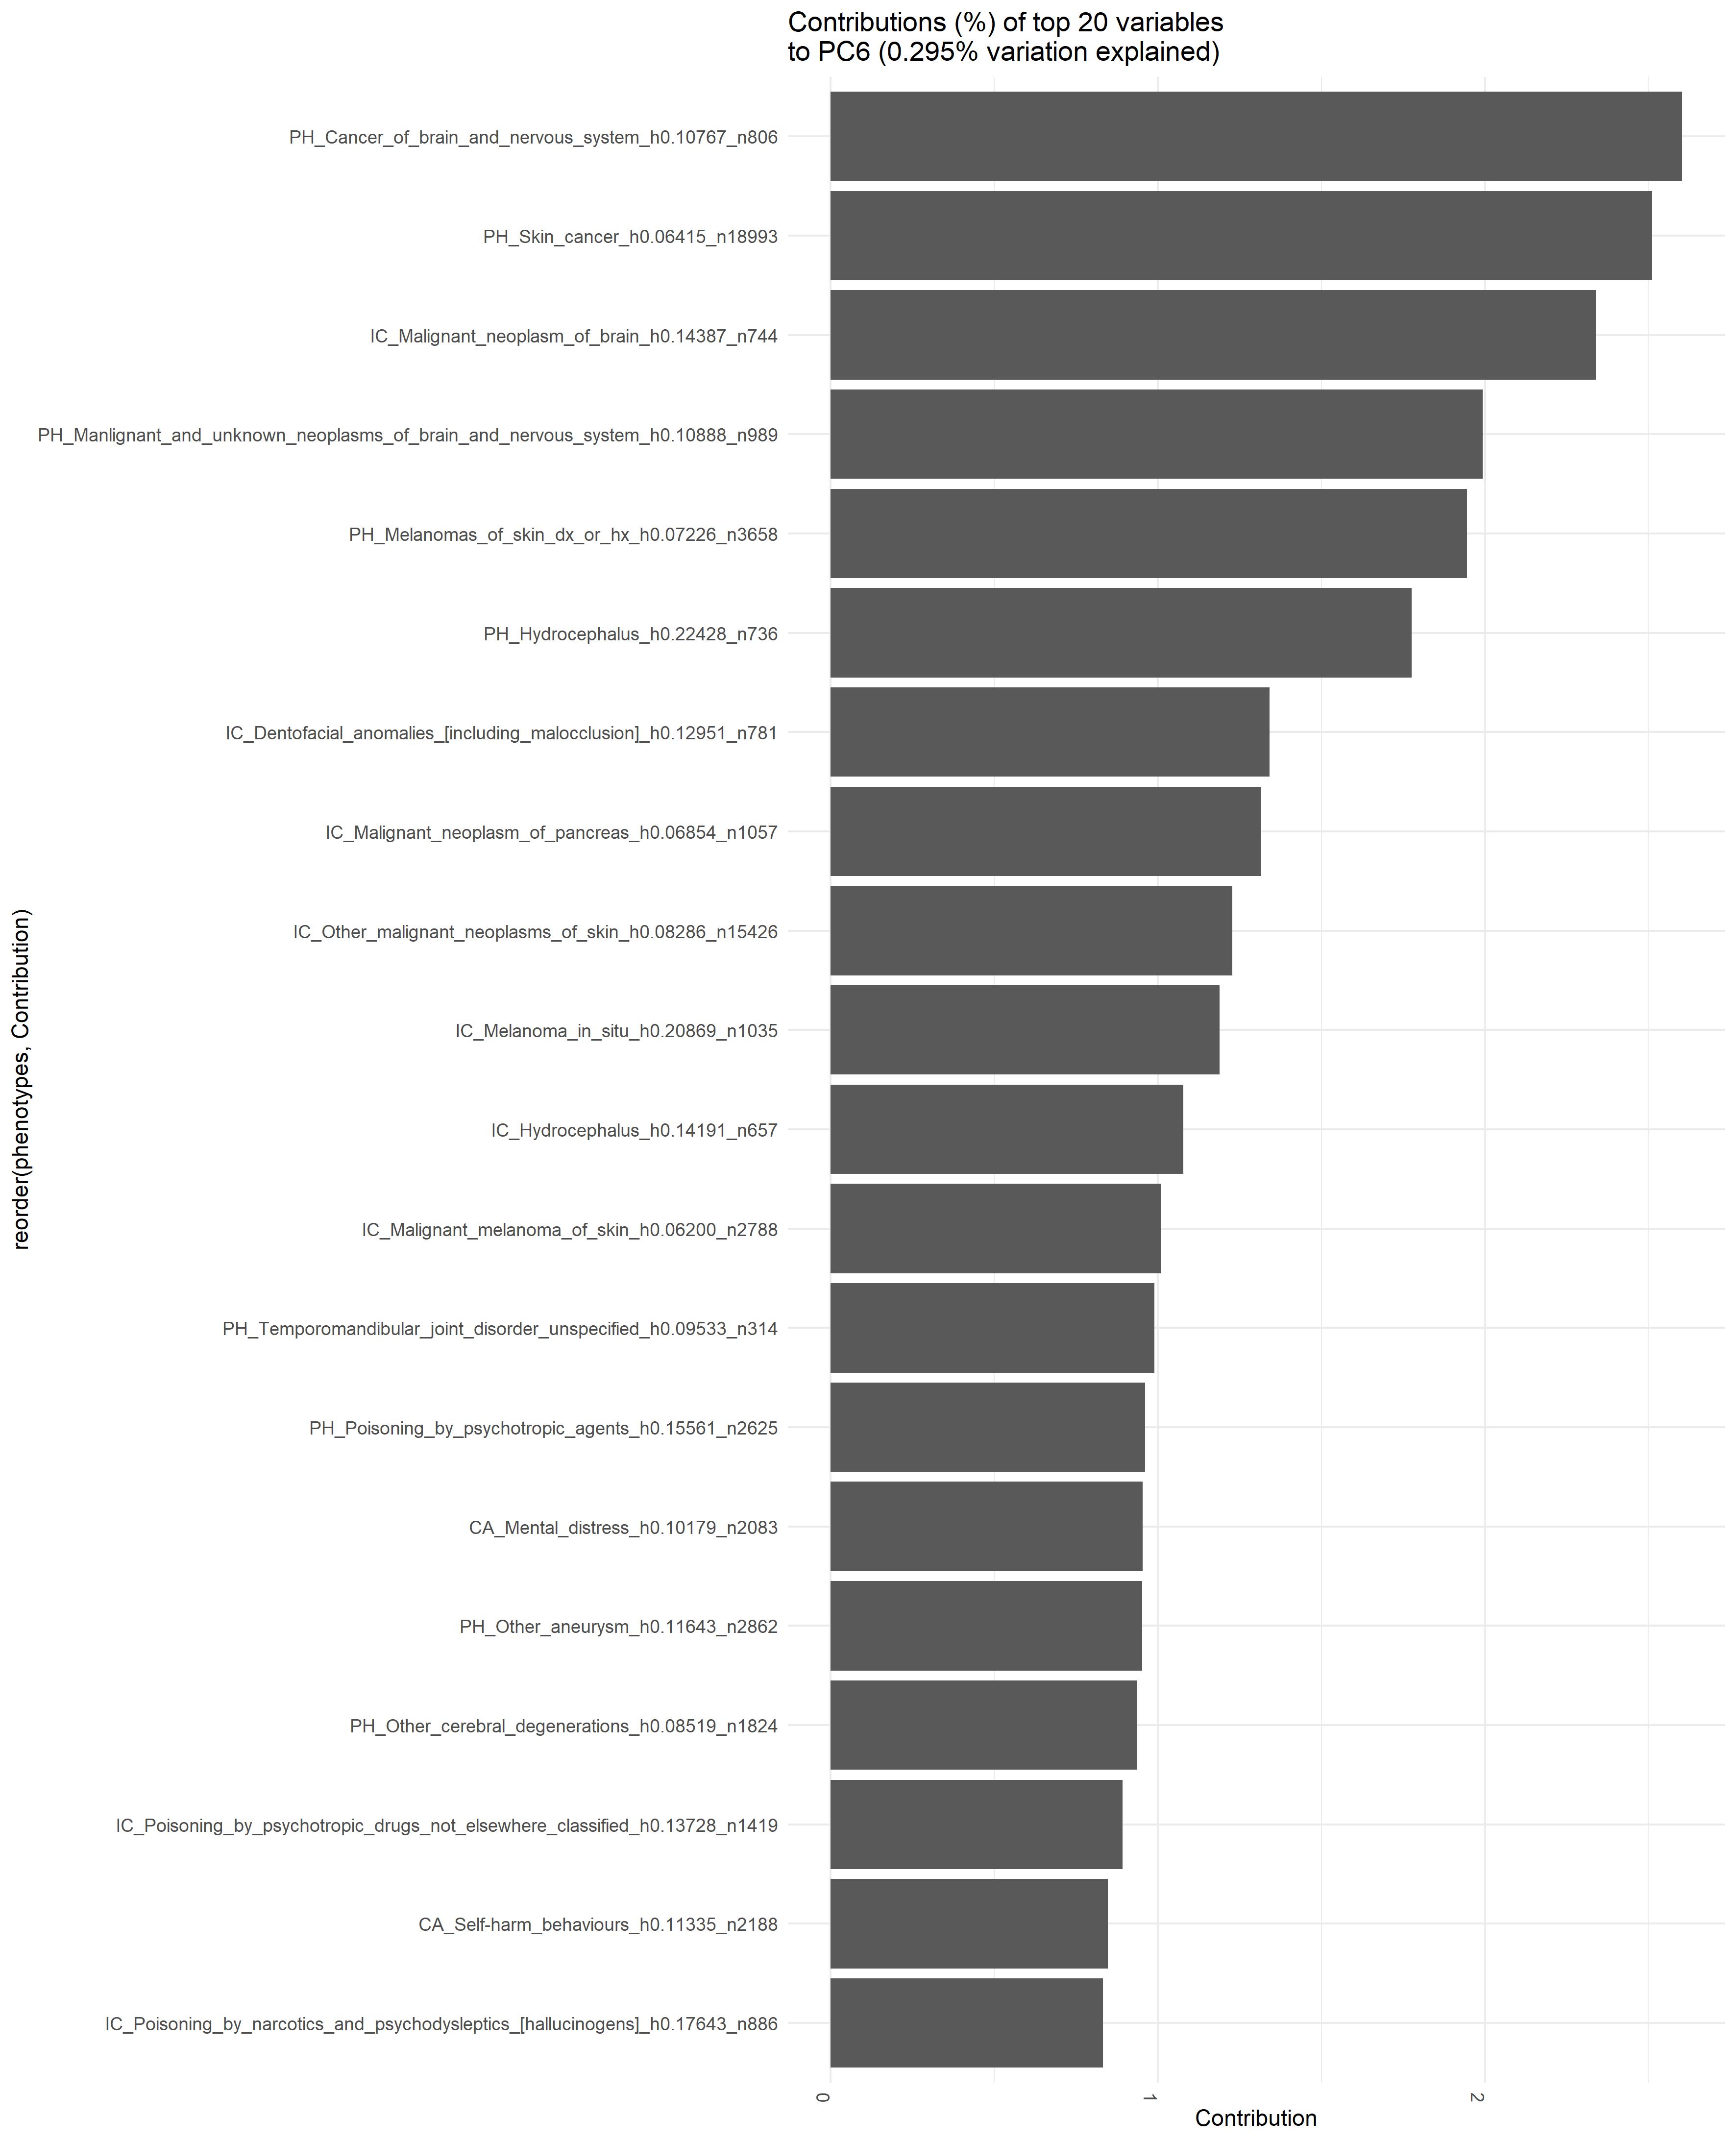 Contributions (%) of top 20 variables
to PC6 (0.295% variation explained)
PH_Cancer_of_brain_and_nervous_system_h0.10767_n806
PH_Skin_cancer_h0.06415_n18993
IC_Malignant_neoplasm_of_brain_h0.14387_n744
PH_Manlignant_and_unknown_neoplasms_of_brain_and_nervous_system_h0.10888_n989
PH_Melanomas_of_skin_dx_or_hx_h0.07226_n3658
PH_Hydrocephalus_h0.22428_n736
IC_Dentofacial_anomalies_[including_malocclusion]_h0.12951_n781
IC_Malignant_neoplasm_of_pancreas_h0.06854_n1057
IC_Other_malignant_neoplasms_of_skin_h0.08286_n15426
IC_Melanoma_in_situ_h0.20869_n1035
IC_Hydrocephalus_h0.14191_n657
IC_Malignant_melanoma_of_skin_h0.06200_n2788
PH_Temporomandibular_joint_disorder_unspecified_h0.09533_n314
PH_Poisoning_by_psychotropic_agents_h0.15561_n2625
CA_Mental_distress_h0.10179_n2083
PH_Other_aneurysm_h0.11643_n2862
PH_Other_cerebral_degenerations_h0.08519_n1824
IC_Poisoning_by_psychotropic_drugs_not_elsewhere_classified_h0.13728_n1419
CA_Self-harm_behaviours_h0.11335_n2188
IC_Poisoning_by_narcotics_and_psychodysleptics_[hallucinogens]_h0.17643_n886
reorder(phenotypes, Contribution)
0 1 2
Contribution